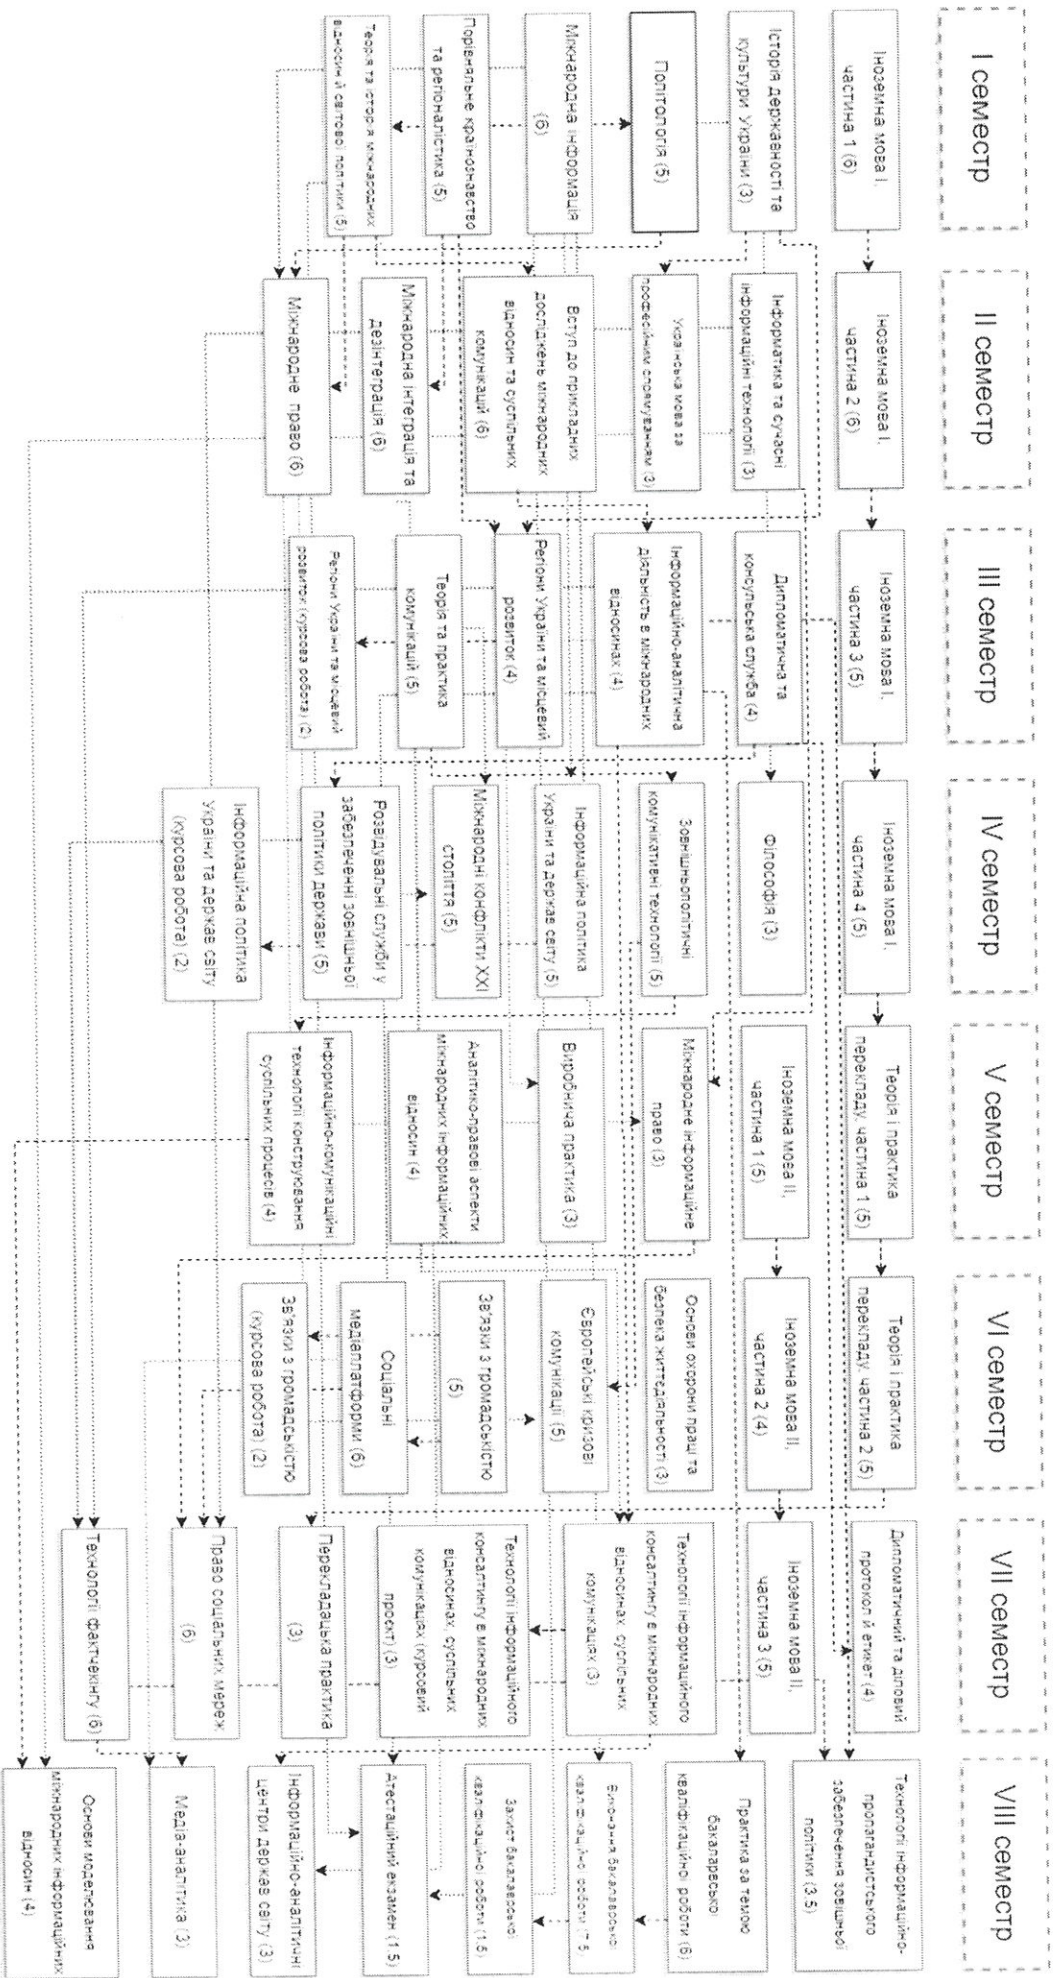 I семестр
Іноземна мова І,
частина 1 (6)
Історія державності та
культури України (3)
Політологія (5)
Міжнародна інформація
(6)
Порівняльне країнознавство
та регіоналістика (5)
Теорія та історія міжнародних
відносин й світової політики (5)
II семестр
Іноземна мова І,
частина 2 (6)
Інформатика та сучасні
інформаційні технології (3)
Українська мова за
професійним спрямуванням (3)
Вступ до прикладних
досліджень міжнародних
відносин та суспільних
комунікацій (6)
Міжнародна інтеграція та
дезінтеграція (6)
Міжнародне право (6)
III семестр
Іноземна мова І,
частина 3 (5)
Дипломатична та
консульська служба (4)
Інформаційно-аналітична
діяльність в міжнародних
відносинах (4)
Регіони України та місцевий
розвиток (4)
Теорія та практика
комунікацій (5)
Регіони України та місцевий
розвиток (курсова робота) (2)
IV семестр
Іноземна мова І,
частина 4 (5)
Філософія (3)
Зовнішньополітичні
комунікативні технології (5)
Інформаційна політика
України та держав світу (5)
Міжнародні конфлікти ХХІ
століття (5)
Розвідувальні служби у
забезпеченні зовнішньої
політики держави (5)
Інформаційна політика
України та держав світу
(курсова робота) (2)
V семестр
Теорія і практика
перекладу, частина 1 (5)
Іноземна мова ІІ,
частина 1 (5)
Міжнародне інформаційне
право (3)
Виробнича практика (3)
Аналітико-правові аспекти
міжнародних інформаційних
відносин (4)
Інформаційно-комунікаційні
технології конструювання
суспільних процесів (4)
VI семестр
Теорія і практика
перекладу, частина 2 (5)
Іноземна мова ІІ,
частина 2 (4)
Основи охорони праці та
безпека життєдіяльності (3)
Європейські кризові
комунікації (5)
Зв'язки з громадськістю
(5)
Соціальні
медіаплатформи (6)
Зв'язки з громадськістю
(курсова робота) (2)
VII семестр
Дипломатичний та діловий
протокол й етикет (4)
Іноземна мова ІІ,
частина 3 (5)
Технології інформаційного
консалтингу в міжнародних
відносинах, суспільних
комунікаціях (3)
Технології інформаційного
консалтингу в міжнародних
відносинах, суспільних
комунікаціях (курсовий
проєкт) (3)
Перекладацька практика
(3)
Право соціальних мереж
(6)
Технології фактчекінгу (6)
VIII семестр
Технології інформаційно-
пропагандистського
забезпечення зовнішньої
політики (3,5)
Практика за темою
бакалаврської
кваліфікаційної роботи (6)
Виконання бакалаврської
кваліфікаційної роботи (7,5)
Захист бакалаврської
кваліфікаційної роботи (1,5)
Атестаційний екзамен (1,5)
Інформаційно-аналітичні
центри держав світу (3)
Медіа-аналітика (3)
Основи моделювання
міжнародних інформаційних
відносин (4)